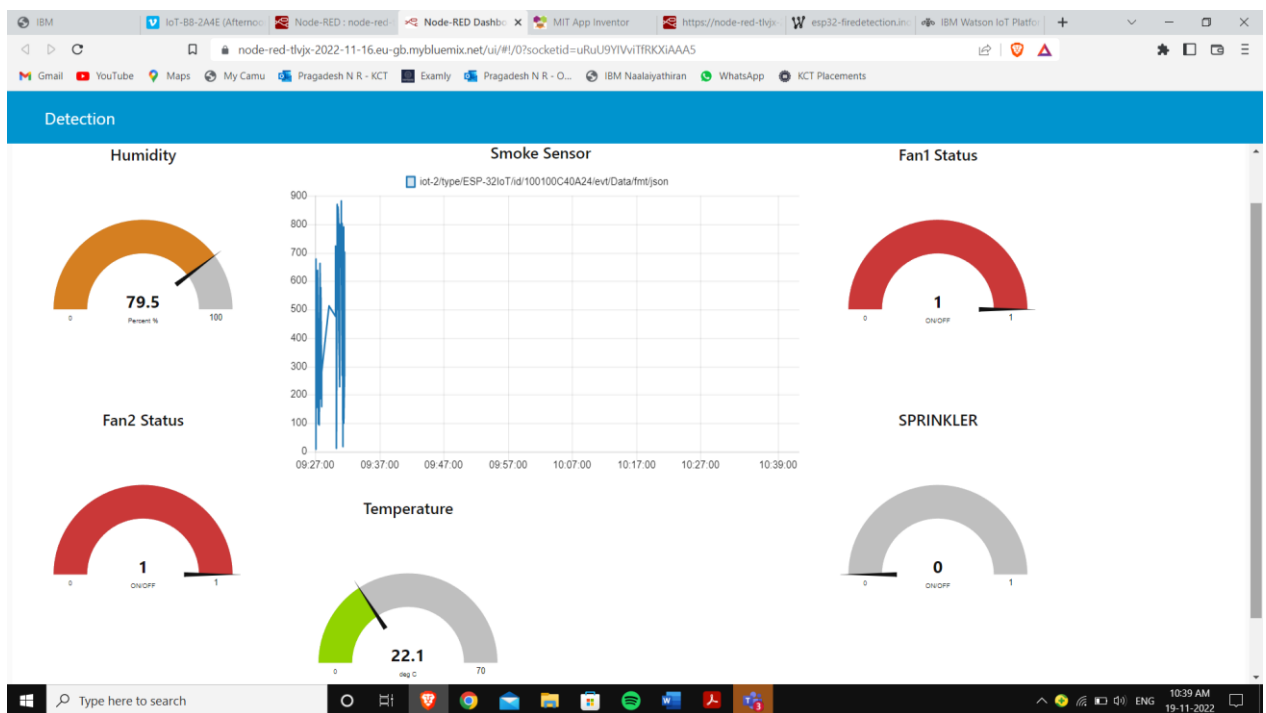 IBM
IoT-B8-2A4E (Afternoo
Node-RED : node-red-
Node-RED Dashbo
MIT App Inventor
https://node-red-tlvjx-
esp32-firedetection.inc
IBM Watson IoT Platfor
node-red-tlvjx-2022-11-16.eu-gb.mybluemix.net/ui/#!/0?socketid=uRuU9YlVviTfRKXiAAA5
Gmail
YouTube
Maps
My Camu
Pragadesh N R - KCT
Examly
Pragadesh N R - O...
IBM Naalaiyathiran
WhatsApp
KCT Placements
Detection
Humidity
79.5
Percent %
0
100
Smoke Sensor
iot-2/type/ESP-32IoT/id/100100C40A24/evt/Data/fmt/json
900
800
700
600
500
400
300
200
100
0
09:27:00 09:37:00 09:47:00 09:57:00 10:07:00 10:17:00 10:27:00 10:39:00
Fan1 Status
1
ON/OFF
0
1
Fan2 Status
1
ON/OFF
0
1
Temperature
22.1
deg C
0
70
SPRINKLER
0
ON/OFF
0
1
Type here to search
3
ENG
10:39 AM
19-11-2022